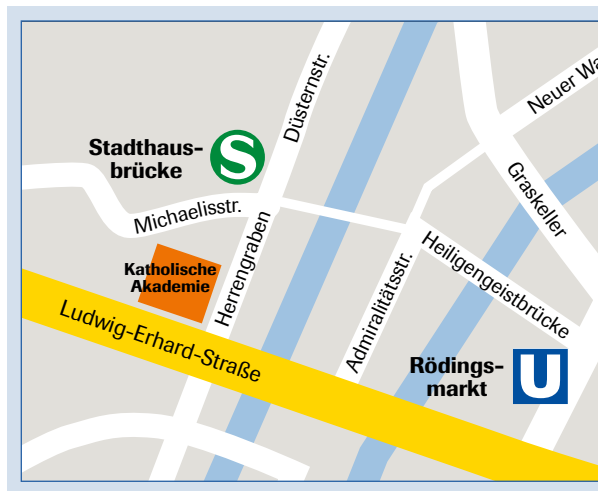 Düsternstr.
Neuer Wa
Stadthaus-
brücke
S
Graskeller
Michaelisstr.
Heiligengeistbrücke
Katholische
Akademie
Herrengraben
Admiralitätsstr.
Ludwig-Erhard-Straße
Rödings-
markt
U